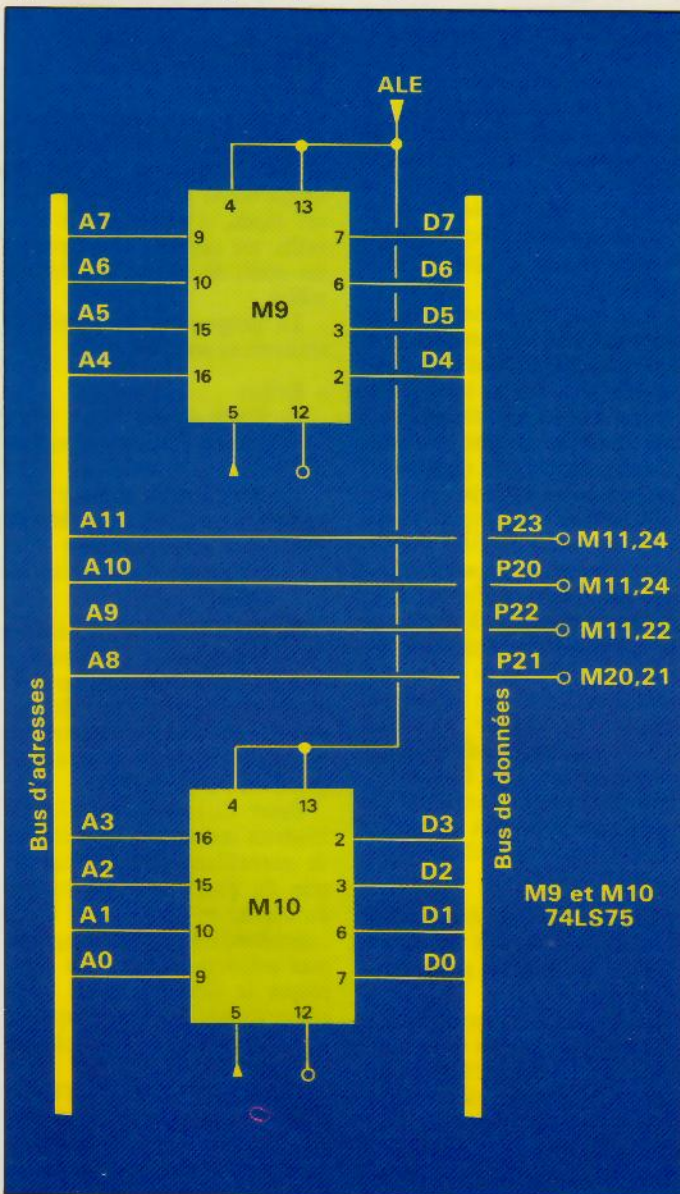 ALE
4 13
A7 9 7 D7
A6 10 6 D6
M9
A5 15 3 D5
A4 16 2 D4
5 12
A11 P23 M11,24
A10 P20 M11,24
A9 P22 M11,22
A8 P21 M20,21
Bus d'adresses
Bus de données
4 13
A3 16 2 D3
A2 15 3 D2
M10
A1 10 6 D1
A0 9 7 D0
5 12
M9 et M10
74LS75